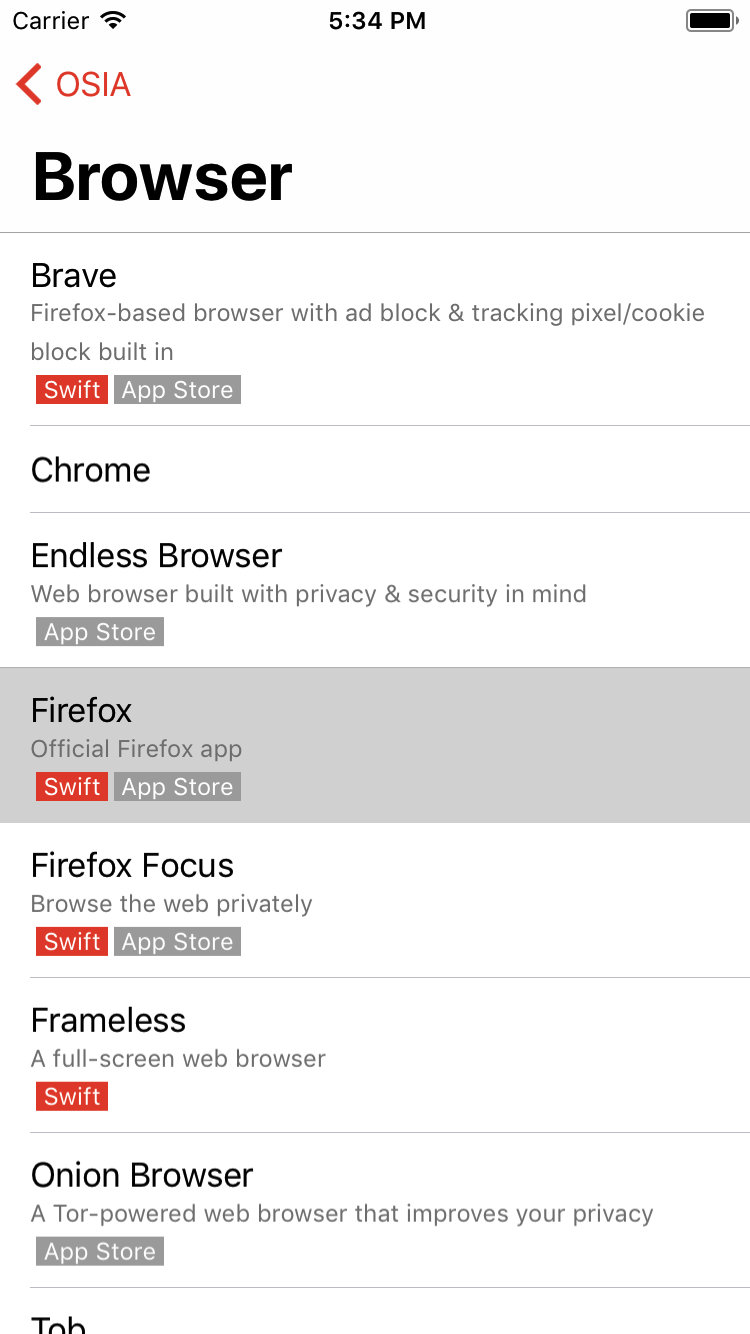 Carrier 5:34 PM
OSIA
Browser
Brave
Firefox-based browser with ad block & tracking pixel/cookie
block built in
Swift App Store
Chrome
Endless Browser
Web browser built with privacy & security in mind
App Store
Firefox
Official Firefox app
Swift App Store
Firefox Focus
Browse the web privately
Swift App Store
Frameless
A full-screen web browser
Swift
Onion Browser
A Tor-powered web browser that improves your privacy
App Store